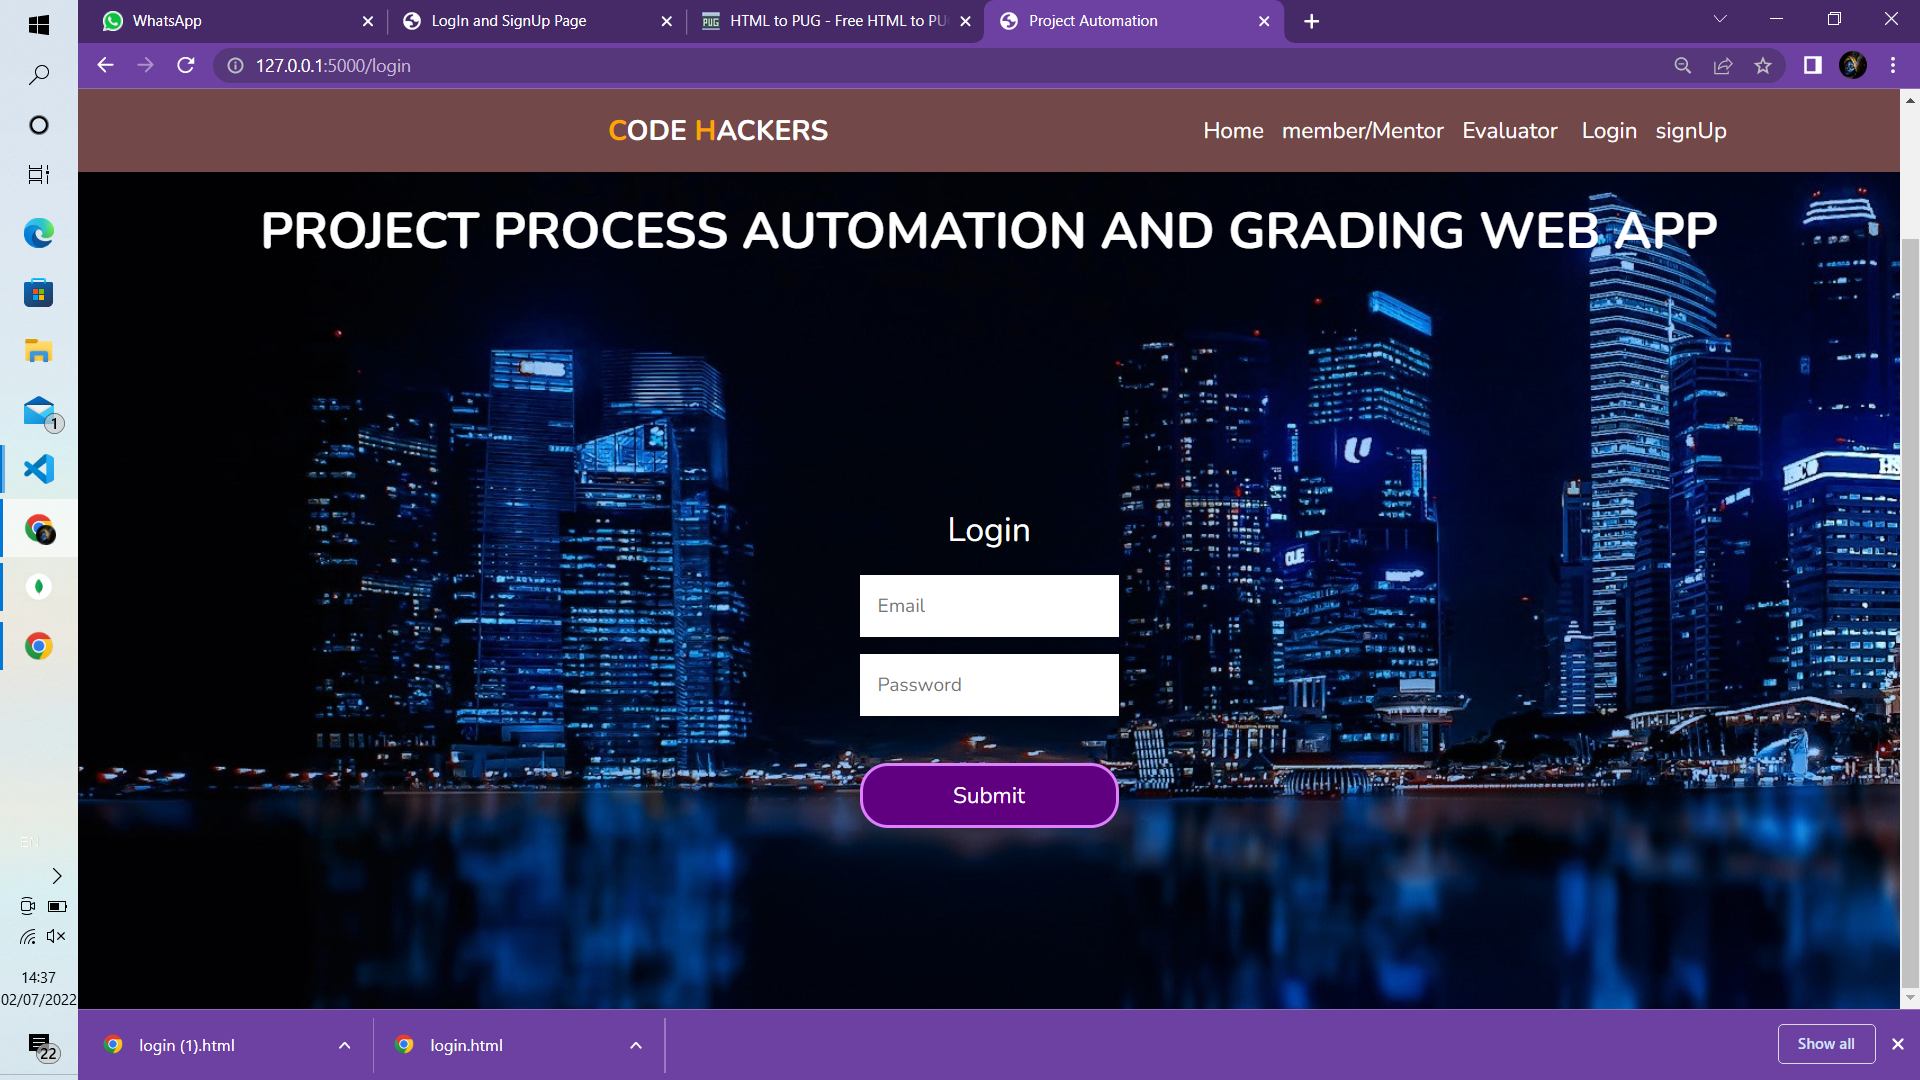 WhatsApp
LogIn and SignUp Page
HTML to PUG - Free HTML to PU
Project Automation
127.0.0.1:5000/login
CODE HACKERS
Home
member/Mentor
Evaluator
Login
signUp
PROJECT PROCESS AUTOMATION AND GRADING WEB APP
Login
Email
Password
Submit
1
EN
14:37
02/07/2022
22
login (1).html
login.html
Show all